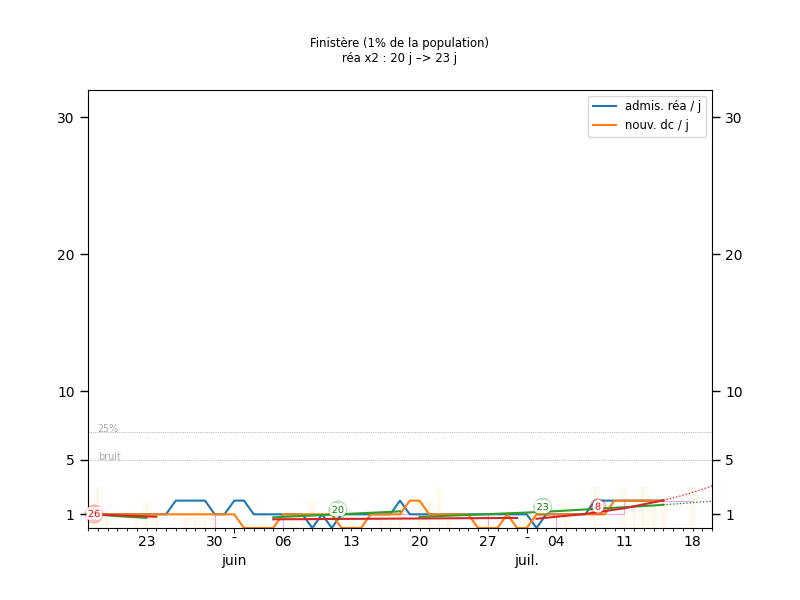 Finistère (1% de la population)
réa x2 : 20 j –> 23 j
admis. réa / j
nouv. dc / j
30 30
20 20
10 10
25%
5 bruit 5
1 26 20 23 8 1
23 30 - 06 13 20 27 - 04 11 18
juin juil.